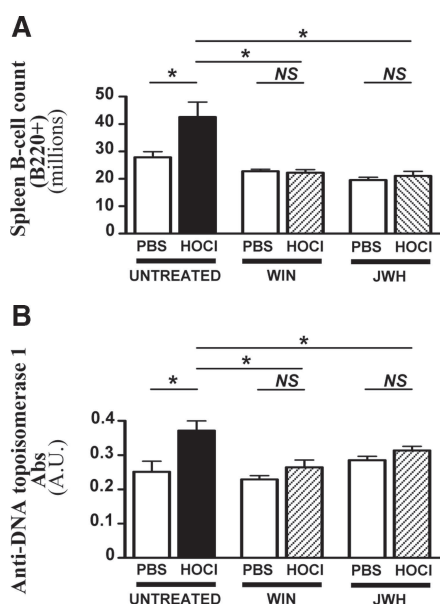 A
*
*
* NS NS
Spleen B-cell count
(B220+)
(millions)
50
40
30
20
10
0
PBS HOCl PBS HOCl PBS HOCl
UNTREATED WIN JWH
B
*
*
* NS NS
Anti-DNA topoisomerase 1
Abs
(A.U.)
0.4
0.3
0.2
0.1
0
PBS HOCl PBS HOCl PBS HOCl
UNTREATED WIN JWH